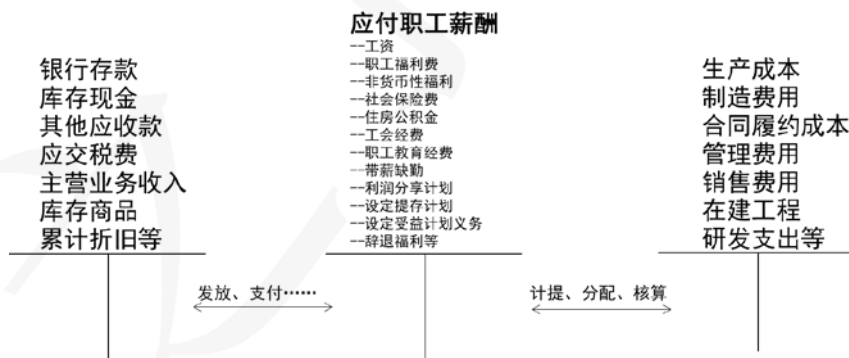 应付职工薪酬
--工资
--职工福利费
--非货币性福利
--社会保险费
--住房公积金
--工会经费
--职工教育经费
--带薪缺勤
--利润分享计划
--设定提存计划
--设定受益计划义务
--辞退福利等
银行存款
库存现金
其他应收款
应交税费
主营业务收入
库存商品
累计折旧等
生产成本
制造费用
合同履约成本
管理费用
销售费用
在建工程
研发支出等
发放、支付……
计提、分配、核算